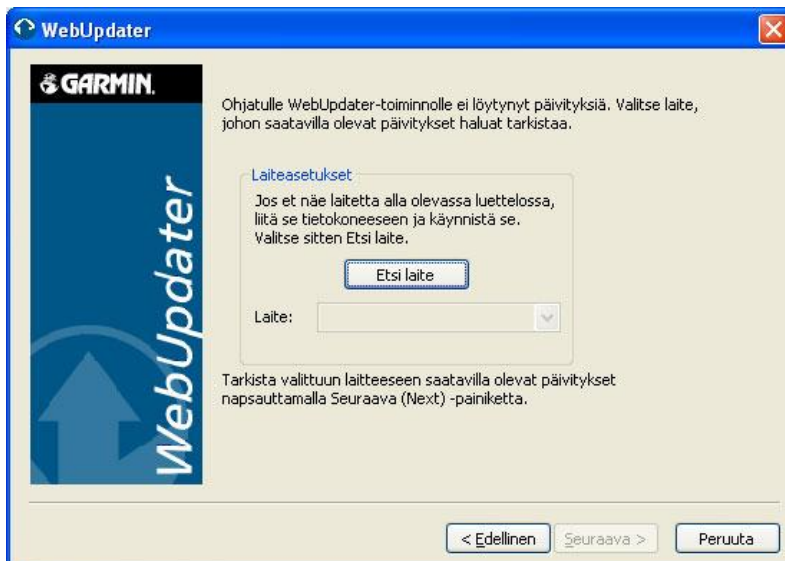 WebUpdater
GARMIN.
WebUpdater
Ohjatulle WebUpdater-toiminnolle ei löytynyt päivityksiä. Valitse laite,
johon saatavilla olevat päivitykset haluat tarkistaa.
Laiteasetukset
Jos et näe laitetta alla olevassa luettelossa,
liitä se tietokoneeseen ja käynnistä se.
Valitse sitten Etsi laite.
Etsi laite
Laite:
Tarkista valittuun laitteeseen saatavilla olevat päivitykset
napsauttamalla Seuraava (Next) -painiketta.
< Edellinen
Seuraava >
Peruuta